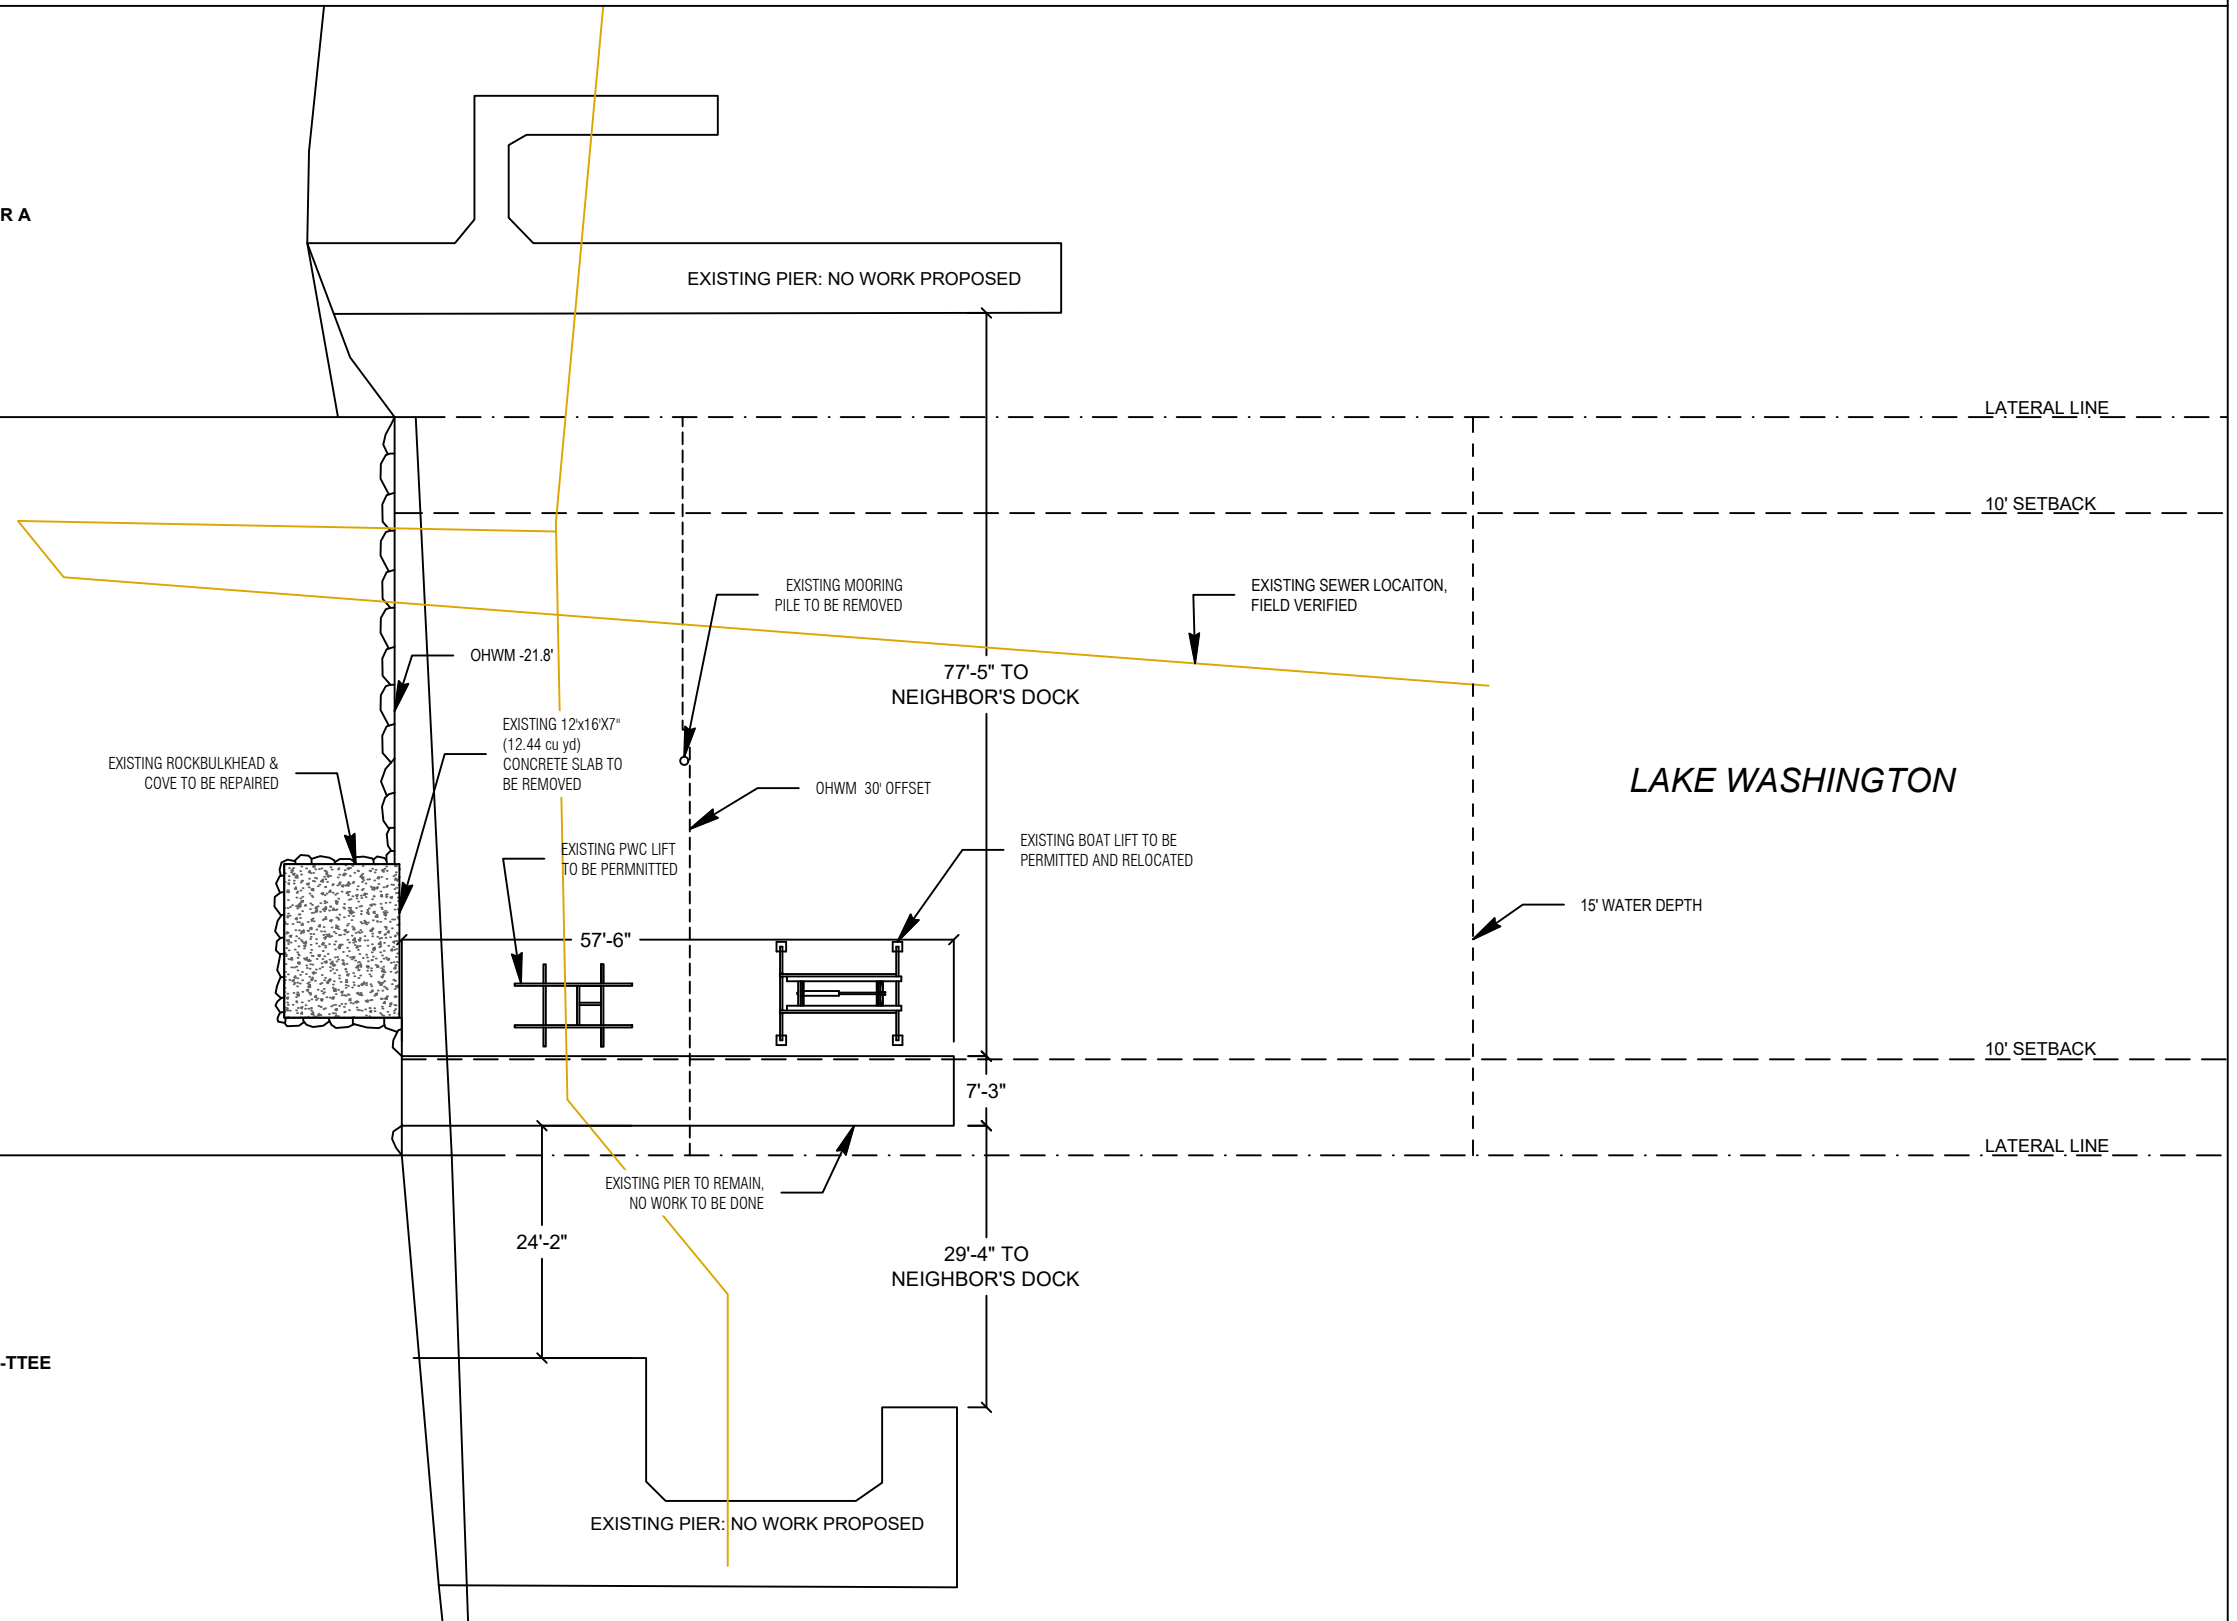 R A
EXISTING PIER: NO WORK PROPOSED
LATERAL LINE
10' SETBACK
EXISTING MOORING
PILE TO BE REMOVED
EXISTING SEWER LOCAITON,
FIELD VERIFIED
OHWM -21.8'
77'-5" TO
NEIGHBOR'S DOCK
EXISTING 12'x16'X7"
(12.44 cu yd)
CONCRETE SLAB TO
BE REMOVED
EXISTING ROCKBULKHEAD &
COVE TO BE REPAIRED
OHWM 30' OFFSET
LAKE WASHINGTON
EXISTING PWC LIFT
TO BE PERMNITTED
EXISTING BOAT LIFT TO BE
PERMITTED AND RELOCATED
15' WATER DEPTH
57'-6"
10' SETBACK
7'-3"
LATERAL LINE
EXISTING PIER TO REMAIN,
NO WORK TO BE DONE
24'-2"
29'-4" TO
NEIGHBOR'S DOCK
-TTEE
EXISTING PIER: NO WORK PROPOSED